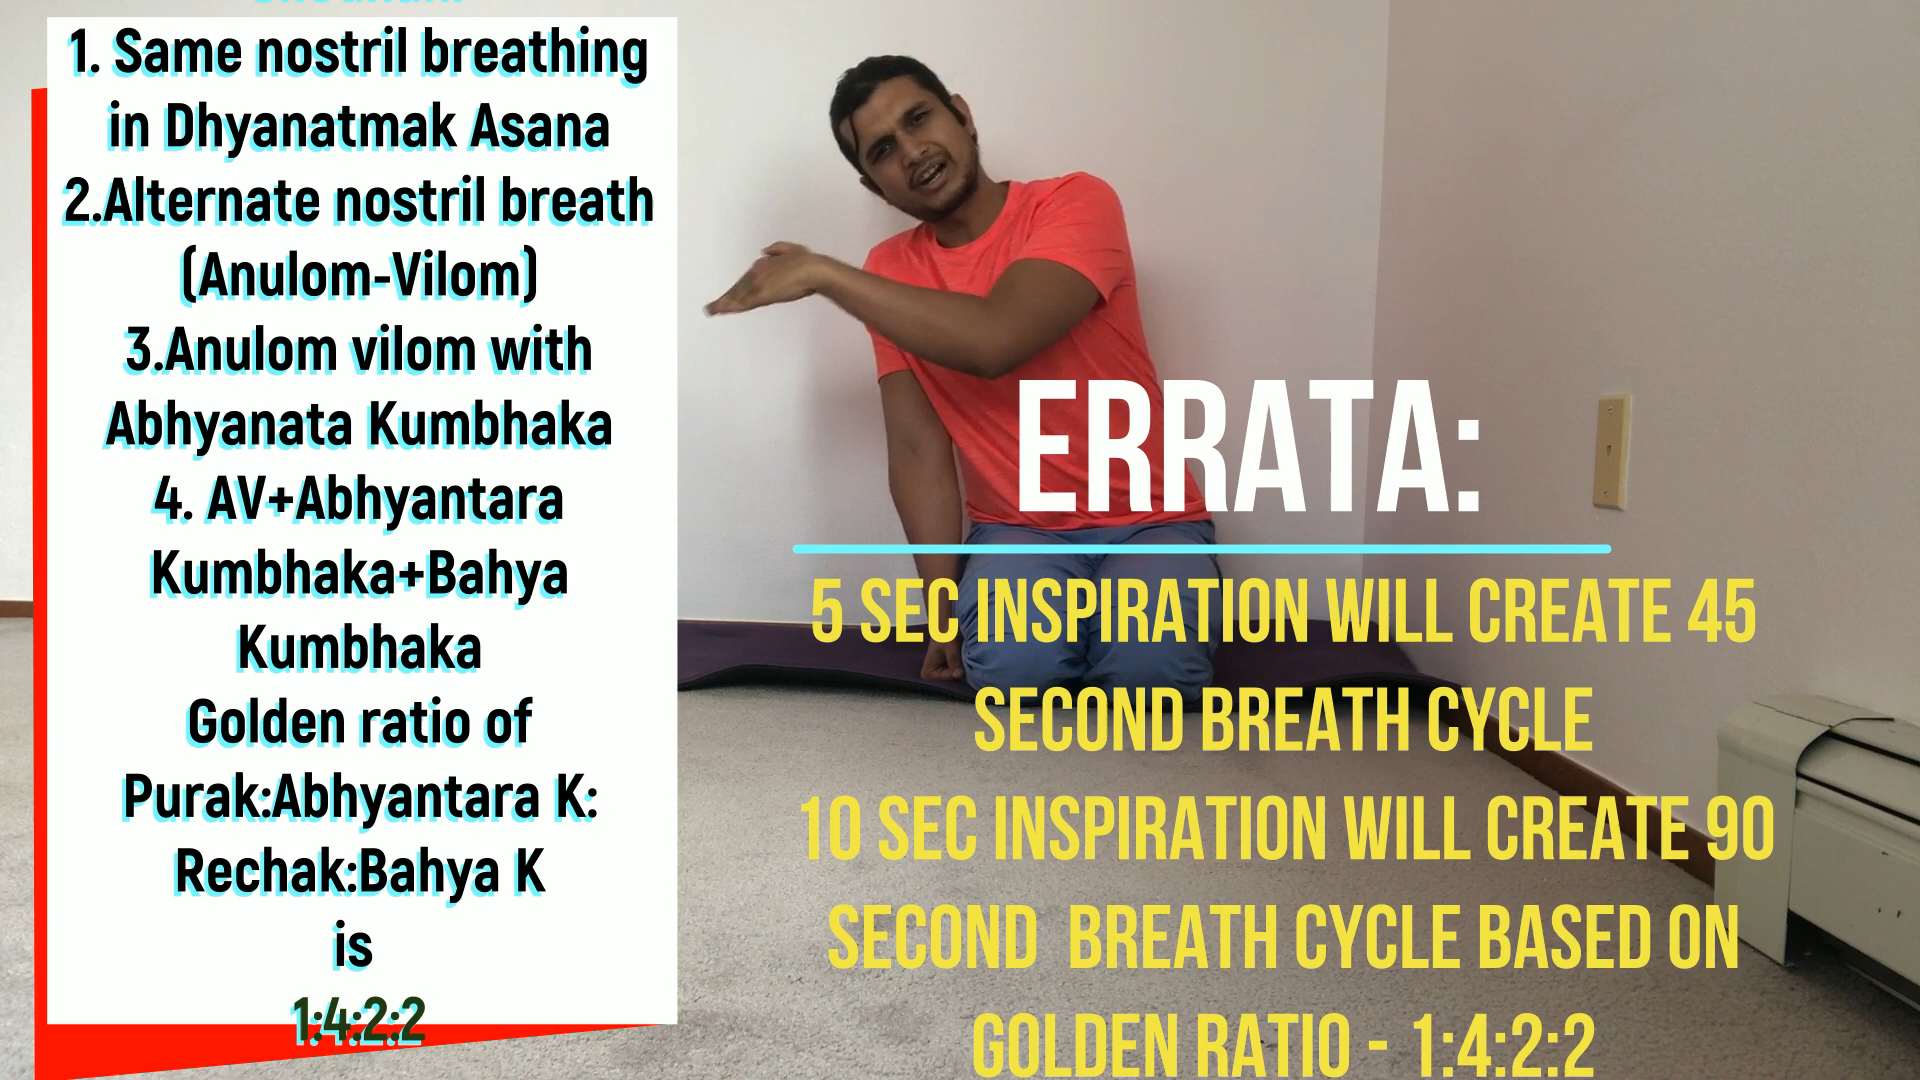 1. Same nostril breathing
in Dhyanatmak Asana
2.Alternate nostril breath
(Anulom-Vilom)
3.Anulom vilom with
Abhyanata Kumbhaka
4. AV+Abhyantara
Kumbhaka+Bahya
Kumbhaka
Golden ratio of
Purak:Abhyantara K:
Rechak:Bahya K
is
1:4:2:2
ERRATA:
5 SEC INSPIRATION WILL CREATE 45
SECOND BREATH CYCLE
10 SEC INSPIRATION WILL CREATE 90
SECOND BREATH CYCLE BASED ON
GOLDEN RATIO - 1:4:2:2